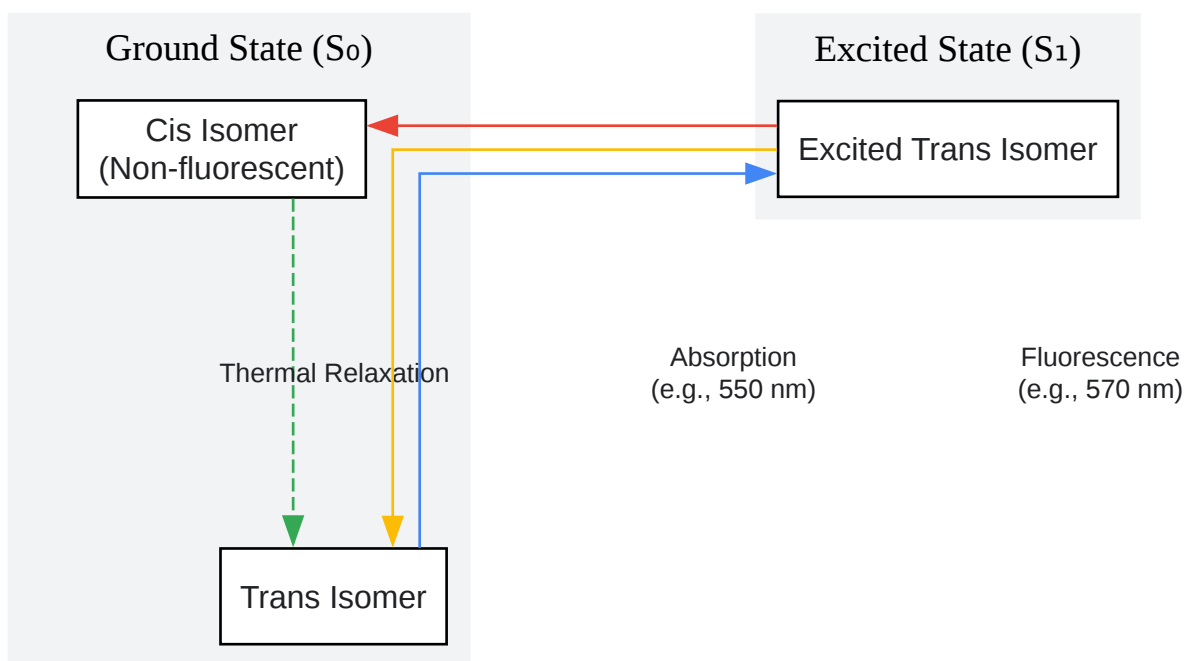 Ground State (S₀)
Excited State (S₁)
Cis Isomer
(Non-fluorescent)
Excited Trans Isomer
Thermal Relaxation
Absorption
(e.g., 550 nm)
Fluorescence
(e.g., 570 nm)
Trans Isomer